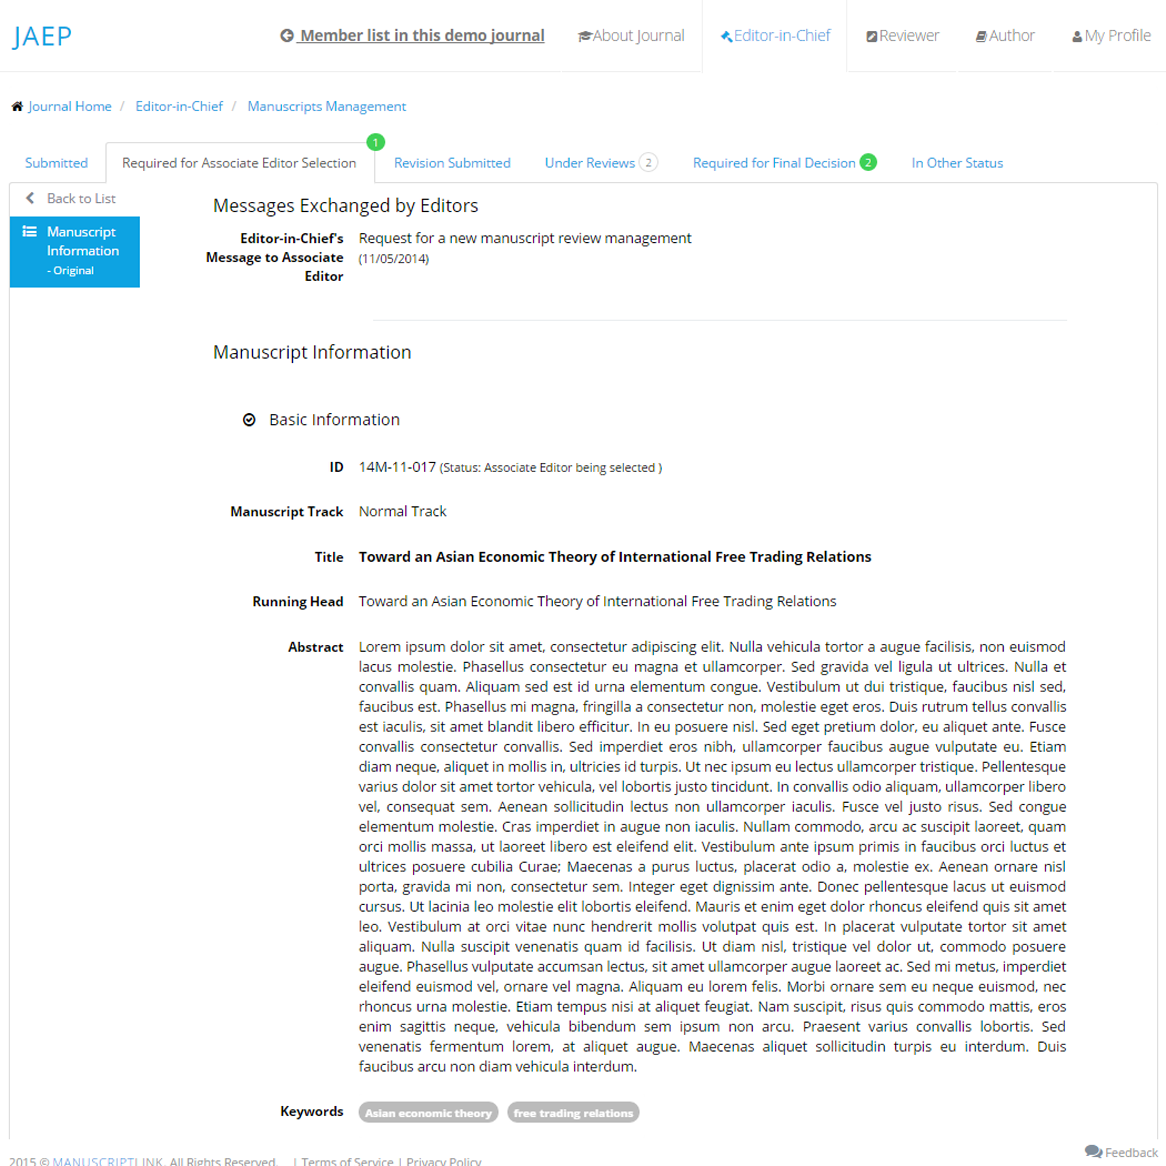 JAEP
Member list in this demo journal
About Journal
Editor-in-Chief
Reviewer
Author
My Profile
Journal Home / Editor-in-Chief / Manuscripts Management
Submitted
Required for Associate Editor Selection 1
Revision Submitted
Under Reviews 2
Required for Final Decision 2
In Other Status
Back to List
Manuscript
Information
- Original
Messages Exchanged by Editors
Editor-in-Chief's
Message to Associate
Editor
Request for a new manuscript review management
(11/05/2014)
Manuscript Information
Basic Information
ID 14M-11-017 (Status: Associate Editor being selected )
Manuscript Track Normal Track
Title Toward an Asian Economic Theory of International Free Trading Relations
Running Head Toward an Asian Economic Theory of International Free Trading Relations
Abstract Lorem ipsum dolor sit amet, consectetur adipiscing elit. Nulla vehicula tortor a augue facilisis, non euismod
lacus molestie. Phasellus consectetur eu magna et ullamcorper. Sed gravida vel ligula ut ultrices. Nulla et
convallis quam. Aliquam sed est id urna elementum congue. Vestibulum ut dui tristique, faucibus nisl sed,
faucibus est. Phasellus mi magna, fringilla a consectetur non, molestie eget eros. Duis rutrum tellus convallis
est iaculis, sit amet blandit libero efficitur. In eu posuere nisl. Sed eget pretium dolor, eu aliquet ante. Fusce
convallis consectetur convallis. Sed imperdiet eros nibh, ullamcorper faucibus augue vulputate eu. Etiam
diam neque, aliquet in mollis in, ultricies id turpis. Ut nec ipsum eu lectus ullamcorper tristique. Pellentesque
varius dolor sit amet tortor vehicula, vel lobortis justo tincidunt. In convallis odio aliquam, ullamcorper libero
vel, consequat sem. Aenean sollicitudin lectus non ullamcorper iaculis. Fusce vel justo risus. Sed congue
elementum molestie. Cras imperdiet in augue non iaculis. Nullam commodo, arcu ac suscipit laoreet, quam
orci mollis massa, ut laoreet libero est eleifend elit. Vestibulum ante ipsum primis in faucibus orci luctus et
ultrices posuere cubilia Curae; Maecenas a purus luctus, placerat odio a, molestie ex. Aenean ornare nisl
porta, gravida mi non, consectetur sem. Integer eget dignissim ante. Donec pellentesque lacus ut euismod
cursus. Ut lacinia leo molestie elit lobortis eleifend. Mauris et enim eget dolor rhoncus eleifend quis sit amet
leo. Vestibulum at orci vitae nunc hendrerit mollis volutpat quis est. In placerat vulputate tortor sit amet
aliquam. Nulla suscipit venenatis quam id facilisis. Ut diam nisl, tristique vel dolor ut, commodo posuere
augue. Phasellus vulputate accumsan lectus, sit amet ullamcorper augue laoreet ac. Sed mi metus, imperdiet
eleifend euismod vel, ornare vel magna. Aliquam eu lorem felis. Morbi ornare sem eu neque euismod, nec
rhoncus urna molestie. Etiam tempus nisi at aliquet feugiat. Nam suscipit, risus quis commodo mattis, eros
enim sagittis neque, vehicula bibendum sem ipsum non arcu. Praesent varius convallis lobortis. Sed
venenatis fermentum lorem, at aliquet augue. Maecenas aliquet sollicitudin turpis eu interdum. Duis
faucibus arcu non diam vehicula interdum.
Keywords Asian economic theory free trading relations
Feedback
2015 © MANUSCRIPTLINK. All Rights Reserved. | Terms of Service | Privacy Policy